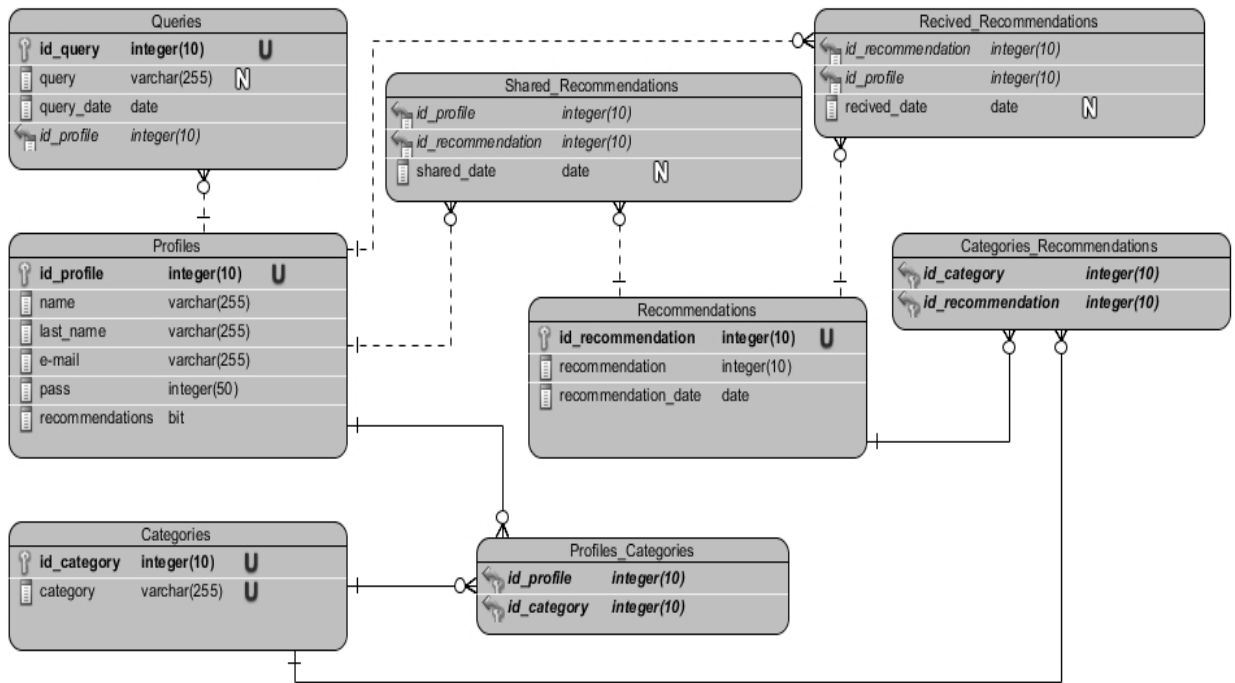 Queries
id_query integer(10) U
query varchar(255) N
query_date date
id_profile integer(10)
Shared_Recommendations
id_profile integer(10)
id_recommendation integer(10)
shared_date date N
Recived_Recommendations
id_recommendation integer(10)
id_profile integer(10)
recived_date date N
Profiles
id_profile integer(10) U
name varchar(255)
last_name varchar(255)
e-mail varchar(255)
pass integer(50)
recommendations bit
Recommendations
id_recommendation integer(10) U
recommendation integer(10)
recommendation_date date
Categories_Recommendations
id_category integer(10)
id_recommendation integer(10)
Categories
id_category integer(10) U
category varchar(255) U
Profiles_Categories
id_profile integer(10)
id_category integer(10)